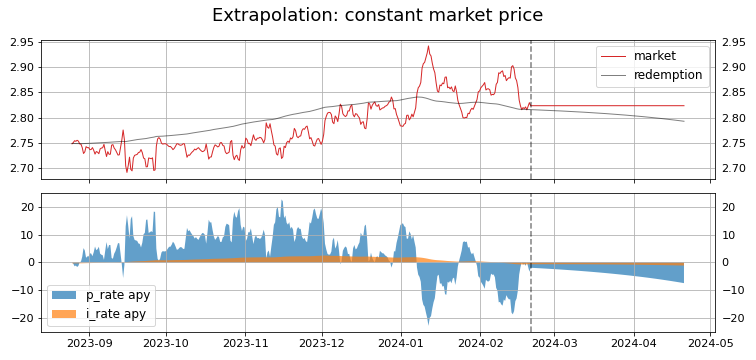 Extrapolation: constant market price
2.95 2.95
2.90 2.90
2.85 2.85
2.80 2.80
2.75 2.75
2.70 2.70
market
redemption
20 20
10 10
0 0
−10 −10
−20 −20
p_rate apy
i_rate apy
2023-09 2023-10 2023-11 2023-12 2024-01 2024-02 2024-03 2024-04 2024-05